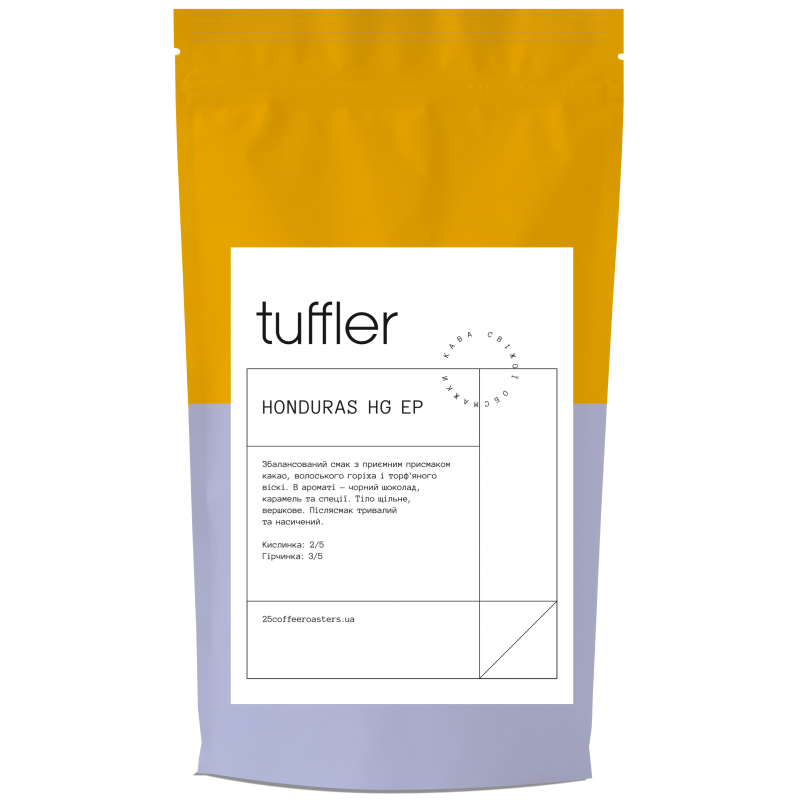 tuffler
КАВА СВІЖОЇ ОБСМАЖКИ
HONDURAS HG EP
Збалансований смак з приємним присмаком
какао, волоського горіха і торф'яного
віскі. В ароматі — чорний шоколад,
карамель та спеції. Тіло щільне,
вершкове. Післясмак тривалий
та насичений.
Кислинка: 2/5
Гірчинка: 3/5
25coffeeroasters.ua